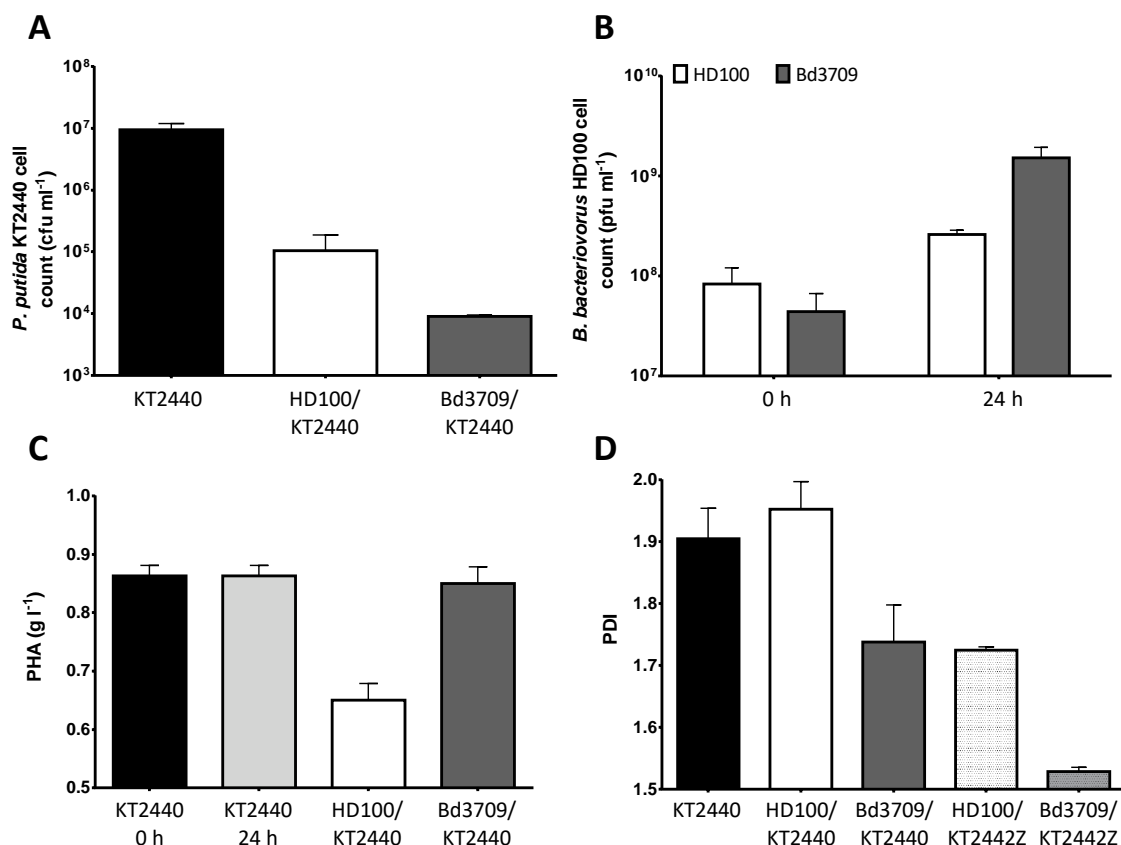 A
P. putida KT2440 cell
count (cfu ml⁻¹)
10⁸
10⁷
10⁶
10⁵
10⁴
10³
KT2440
HD100/
KT2440
Bd3709/
KT2440
B
HD100
Bd3709
B. bacteriovorus HD100 cell
count (pfu ml⁻¹)
10¹⁰
10⁹
10⁸
10⁷
0 h
24 h
C
PHA (g l⁻¹)
1.0
0.9
0.8
0.7
0.6
0.5
KT2440
0 h
KT2440
24 h
HD100/
KT2440
Bd3709/
KT2440
D
PDI
2.0
1.9
1.8
1.7
1.6
1.5
KT2440
HD100/
KT2440
Bd3709/
KT2440
HD100/
KT2442Z
Bd3709/
KT2442Z